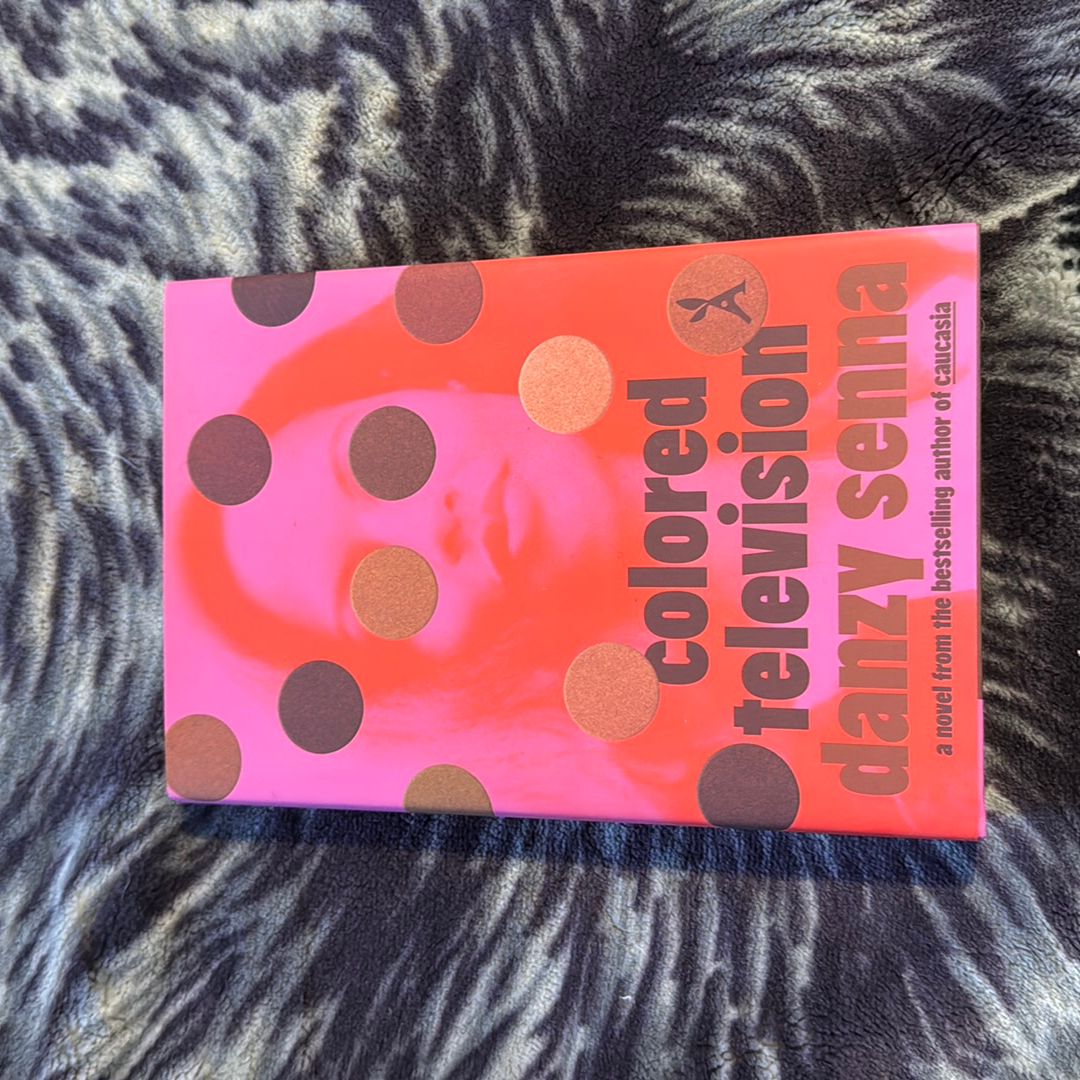 colored
television
danzy senna
a novel from the bestselling author of caucasia